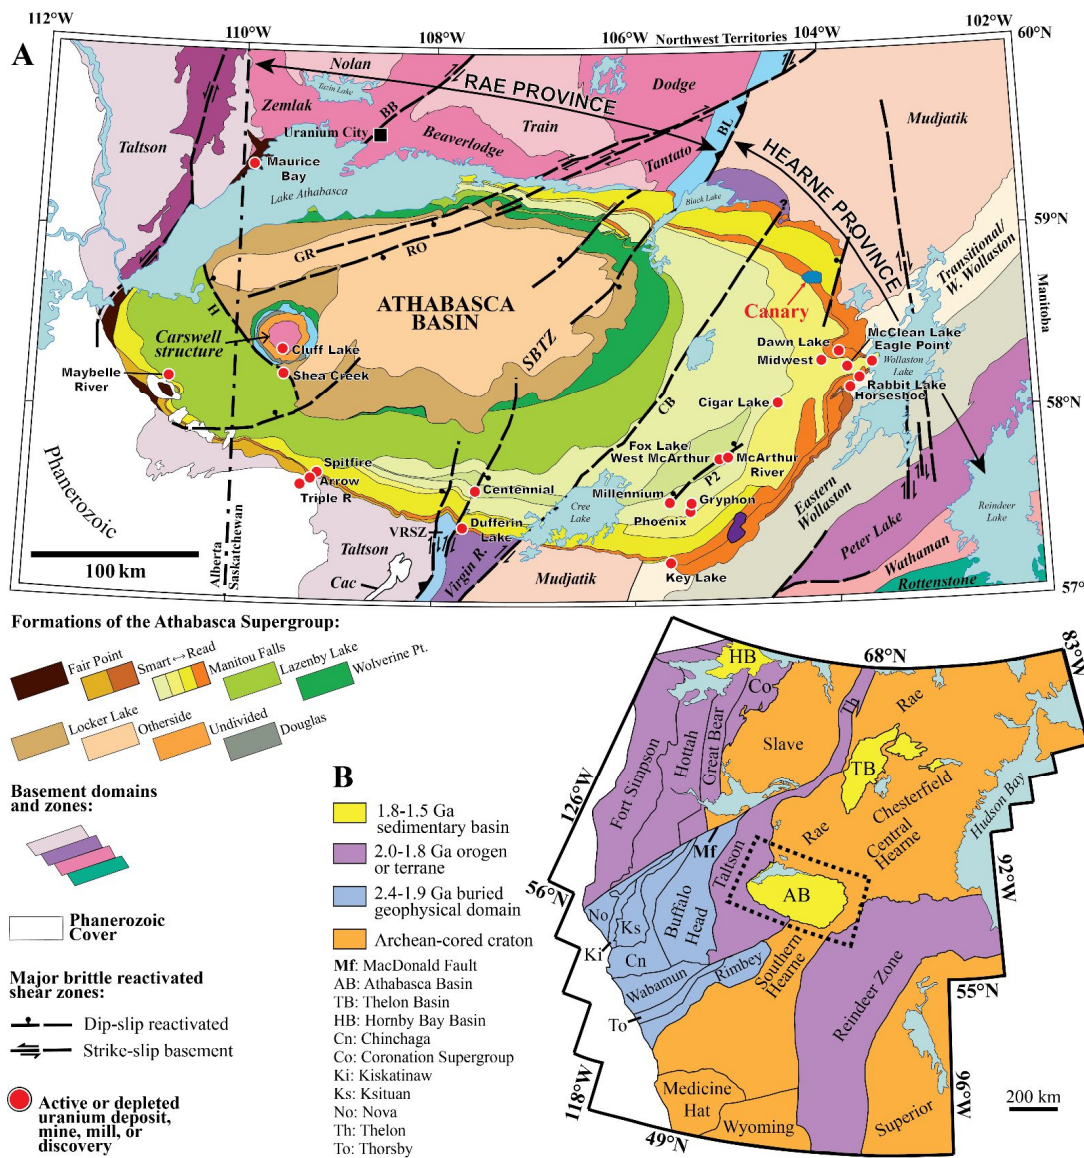 112°W
110°W
108°W
106°W
Northwest Territories
104°W
102°W
60°N
A
Nolan
Tazin Lake
RAE PROVINCE
Dodge
Zemlak
BB
Uranium City
Train
BL
Mudjatik
Taltson
Beaverlodge
Maurice
Bay
Tantato
HEARNE PROVINCE
Lake Athabasca
Black Lake
?
59°N
GR
RO
Transitional/
W. Wollaston
H
ATHABASCA
BASIN
Canary
Manitoba
Carswell
structure
SBTZ
McClean Lake
Eagle Point
Dawn Lake
Cluff Lake
Midwest
Wollaston
Lake
Maybelle
River
Shea Creek
Rabbit Lake
Horseshoe
CB
Cigar Lake
58°N
Phanerozoic
Fox Lake
West McArthur
McArthur
River
Spitfire
Arrow
Triple R
P2
Centennial
Millennium
Gryphon
Eastern
Wollaston
Reindeer
Lake
Cree
Lake
Phoenix
VRSZ
Dufferin
Lake
Peter Lake
Taltson
100 km
Alberta
Saskatchewan
Virgin R.
Wathaman
Cac
Mudjatik
Key Lake
Rottenstone
57°
Formations of the Athabasca Supergroup:
Fair Point
Smart↔Read
Manitou Falls
Lazenby Lake
Wolverine Pt.
Locker Lake
Otherside
Undivided
Douglas
Basement domains
and zones:
Phanerozoic
Cover
Major brittle reactivated
shear zones:
Dip-slip reactivated
Strike-slip basement
Active or depleted
uranium deposit,
mine, mill, or
discovery
B
1.8-1.5 Ga
sedimentary basin
2.0-1.8 Ga orogen
or terrane
2.4-1.9 Ga buried
geophysical domain
Archean-cored craton
Mf: MacDonald Fault
AB: Athabasca Basin
TB: Thelon Basin
HB: Hornby Bay Basin
Cn: Chinchaga
Co: Coronation Supergroup
Ki: Kiskatinaw
Ks: Ksituan
No: Nova
Th: Thelon
To: Thorsby
83°W
68°N
HB
Co
Th
Rae
Slave
Hottah
Great Bear
Fort Simpson
TB
126°W
Chesterfield
Hudson Bay
Rae
Central
Hearne
Mf
Taltson
92°W
56°N
AB
No
Ks
Buffalo
Head
Ki
Cn
Southern
Hearne
Wabamun
Rimbey
Reindeer Zone
55°N
To
118°W
Medicine
Hat
96°W
200 km
Wyoming
Superior
49°N